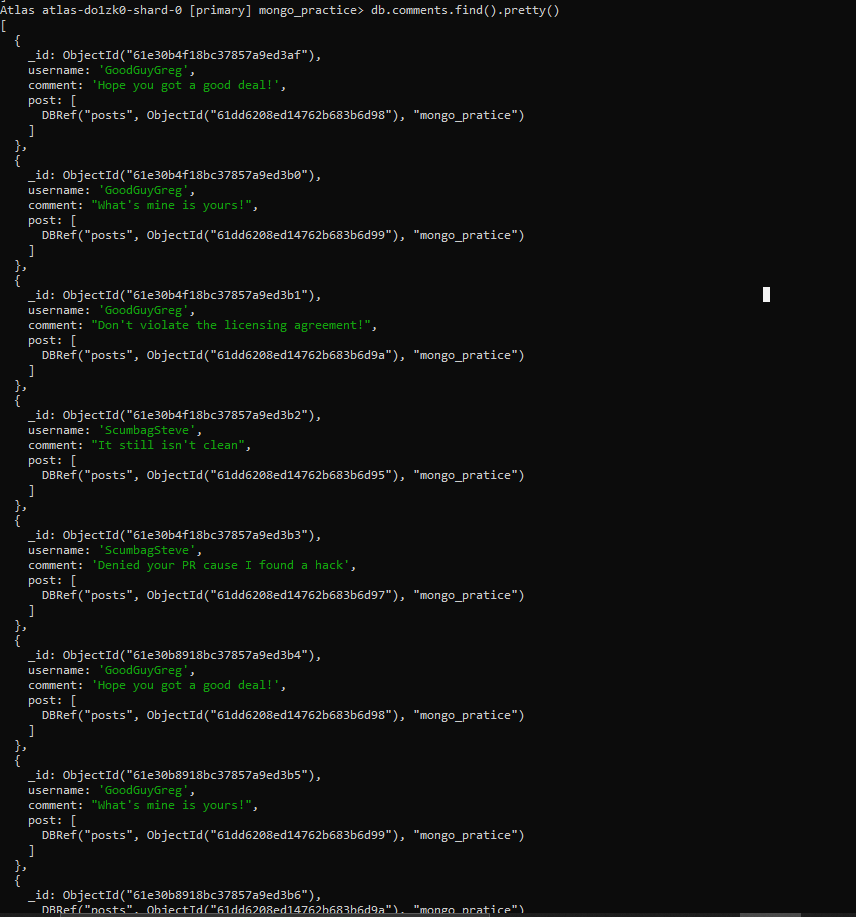 Atlas atlas-do1zk0-shard-0 [primary] mongo_practice> db.comments.find().pretty()
[
  {
    _id: ObjectId("61e30b4f18bc37857a9ed3af"),
    username: 'GoodGuyGreg',
    comment: 'Hope you got a good deal!',
    post: [
      DBRef("posts", ObjectId("61dd6208ed14762b683b6d98"), "mongo_pratice")
    ]
  },
  {
    _id: ObjectId("61e30b4f18bc37857a9ed3b0"),
    username: 'GoodGuyGreg',
    comment: "What's mine is yours!",
    post: [
      DBRef("posts", ObjectId("61dd6208ed14762b683b6d99"), "mongo_pratice")
    ]
  },
  {
    _id: ObjectId("61e30b4f18bc37857a9ed3b1"),
    username: 'GoodGuyGreg',
    comment: "Don't violate the licensing agreement!",
    post: [
      DBRef("posts", ObjectId("61dd6208ed14762b683b6d9a"), "mongo_pratice")
    ]
  },
  {
    _id: ObjectId("61e30b4f18bc37857a9ed3b2"),
    username: 'ScumbagSteve',
    comment: "It still isn't clean",
    post: [
      DBRef("posts", ObjectId("61dd6208ed14762b683b6d95"), "mongo_pratice")
    ]
  },
  {
    _id: ObjectId("61e30b4f18bc37857a9ed3b3"),
    username: 'ScumbagSteve',
    comment: 'Denied your PR cause I found a hack',
    post: [
      DBRef("posts", ObjectId("61dd6208ed14762b683b6d97"), "mongo_pratice")
    ]
  },
  {
    _id: ObjectId("61e30b8918bc37857a9ed3b4"),
    username: 'GoodGuyGreg',
    comment: 'Hope you got a good deal!',
    post: [
      DBRef("posts", ObjectId("61dd6208ed14762b683b6d98"), "mongo_pratice")
    ]
  },
  {
    _id: ObjectId("61e30b8918bc37857a9ed3b5"),
    username: 'GoodGuyGreg',
    comment: "What's mine is yours!",
    post: [
      DBRef("posts", ObjectId("61dd6208ed14762b683b6d99"), "mongo_pratice")
    ]
  },
  {
    _id: ObjectId("61e30b8918bc37857a9ed3b6"),
      DBRef("posts", ObjectId("61dd6208ed14762b683b6d9a"), "mongo_pratice")